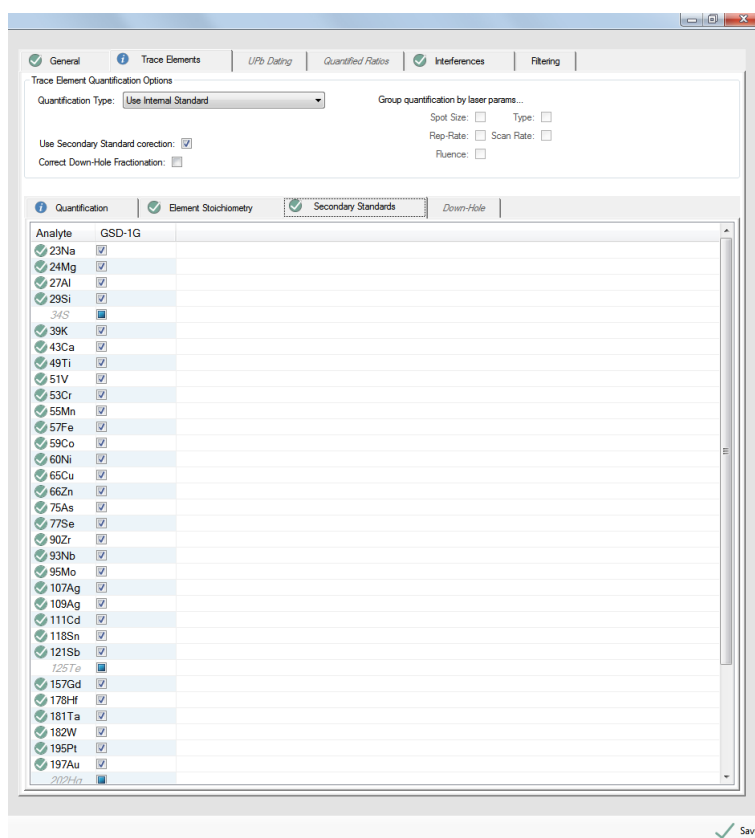 General Trace Elements UPb Dating Quantified Ratios Interferences Filtering
Trace Element Quantification Options
Quantification Type: Use Internal Standard Group quantification by laser params...
Spot Size: Type:
Rep-Rate: Scan Rate:
Use Secondary Standard corection:
Fluence:
Correct Down-Hole Fractionation:
Quantification Element Stoichiometry Secondary Standards Down-Hole
Analyte GSD-1G
23Na
24Mg
27Al
29Si
34S
39K
43Ca
49Ti
51V
53Cr
55Mn
57Fe
59Co
60Ni
65Cu
66Zn
75As
77Se
90Zr
93Nb
95Mo
107Ag
109Ag
111Cd
118Sn
121Sb
125Te
157Gd
178Hf
181Ta
182W
195Pt
197Au
202Hg
Sav